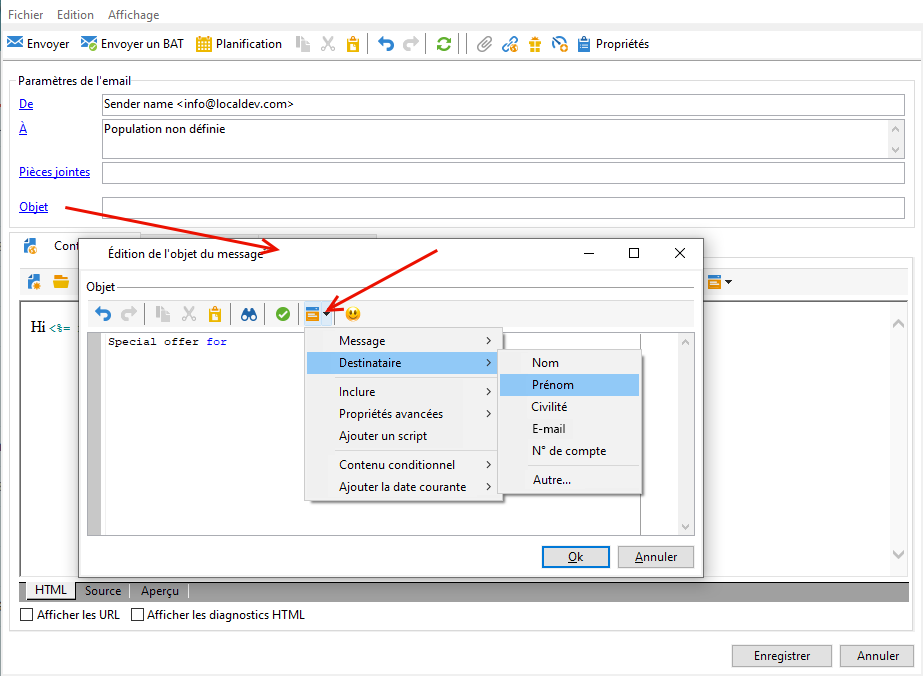 Fichier Edition Affichage
Envoyer Envoyer un BAT Planification Propriétés
Paramètres de l'email
De Sender name <info@localdev.com>
À Population non définie
Pièces jointes
Objet
Cont
Édition de l'objet du message
Objet
Hi <%=
Special offer for
Message
Destinataire
Inclure
Propriétés avancées
Ajouter un script
Contenu conditionnel
Ajouter la date courante
Nom
Prénom
Civilité
E-mail
N° de compte
Autre...
Ok Annuler
HTML Source Aperçu
Afficher les URL Afficher les diagnostics HTML
Enregistrer Annuler